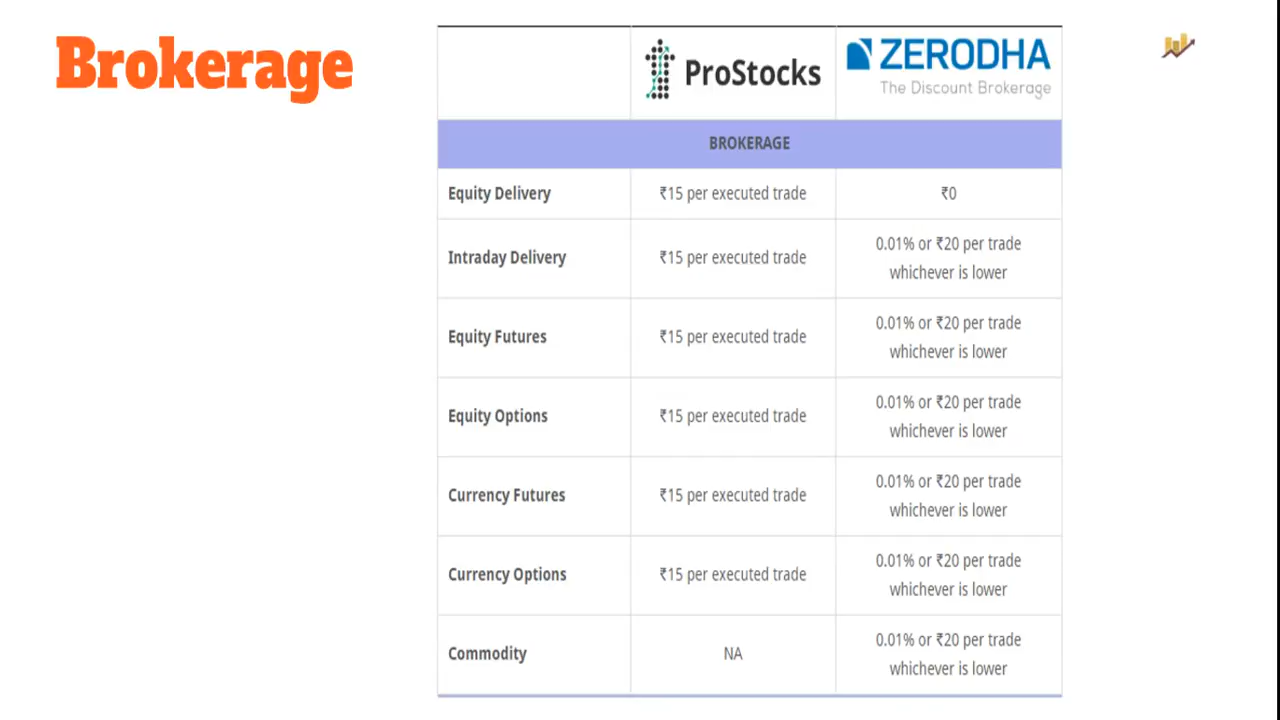 Brokerage
ProStocks
ZERODHA
The Discount Brokerage
BROKERAGE
Equity Delivery
₹15 per executed trade
₹0
Intraday Delivery
₹15 per executed trade
0.01% or ₹20 per trade
whichever is lower
Equity Futures
₹15 per executed trade
0.01% or ₹20 per trade
whichever is lower
Equity Options
₹15 per executed trade
0.01% or ₹20 per trade
whichever is lower
Currency Futures
₹15 per executed trade
0.01% or ₹20 per trade
whichever is lower
Currency Options
₹15 per executed trade
0.01% or ₹20 per trade
whichever is lower
Commodity
NA
0.01% or ₹20 per trade
whichever is lower